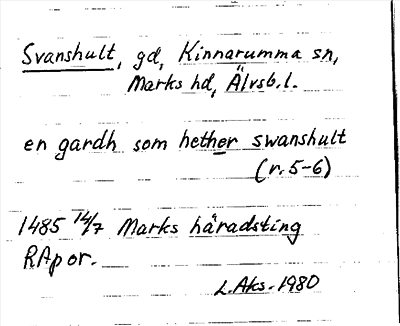 Svanshult, gd, Kinnarumma sn,
Marks hd, Älvsb.l.
en gardh som hether swanshult
(r. 5-6)
1485 14/7 Marks häradsting
RAp or.
L.Aks. 1980